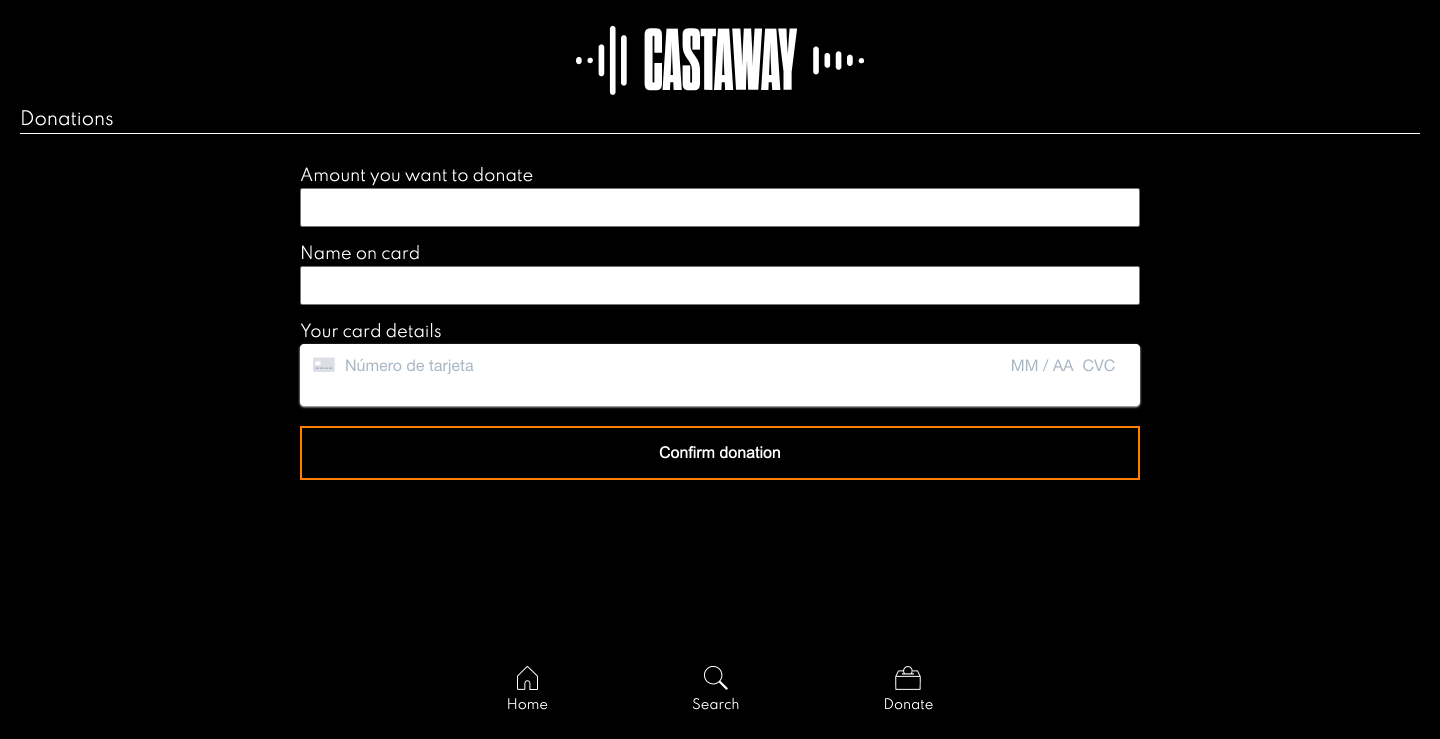 CASTAWAY
Donations
Amount you want to donate
Name on card
Your card details
Número de tarjeta MM / AA CVC
Confirm donation
Home Search Donate